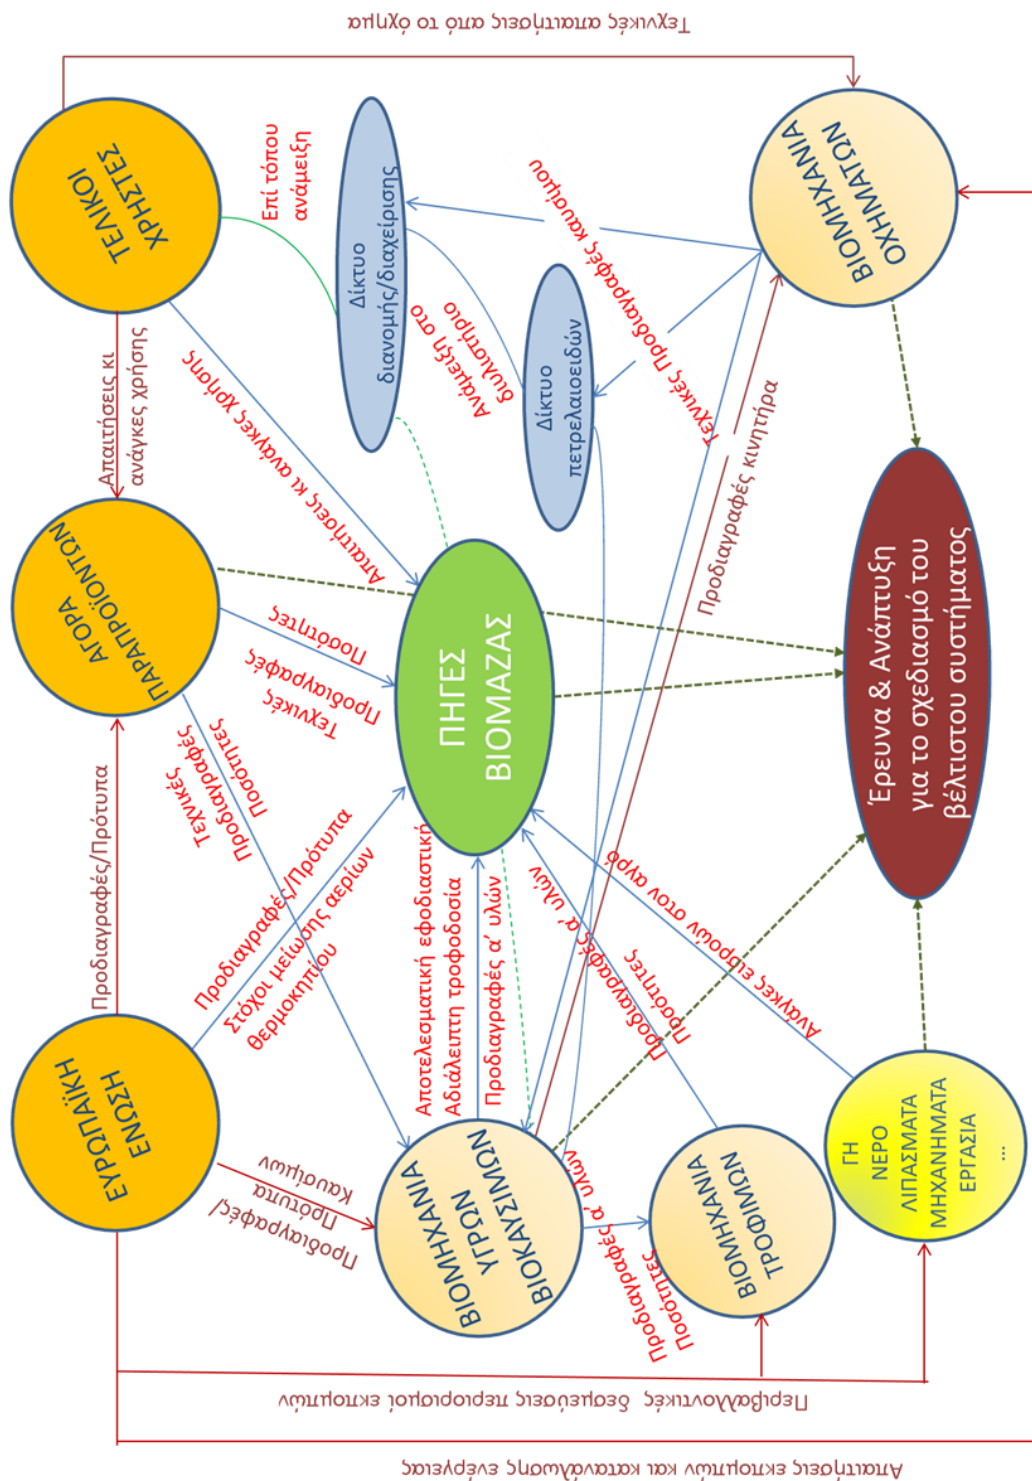 Τεχνικές απαιτήσεις από το όχημα
ΤΕΛΙΚΟΙ
ΧΡΗΣΤΕΣ
Επί τόπου
ανάμειξη
Δίκτυο
διανομής/διαχείρισης
Ανάμειξη στο
διυλιστήριο
Δίκτυο
πετρελαιοειδών
Τεχνικές Προδιαγραφές καυσίμου
ΒΙΟΜΗΧΑΝΙΑ
ΟΧΗΜΑΤΩΝ
Απαιτήσεις κι
ανάγκες χρήσης
Απαιτήσεις κι ανάγκες χρήσης
Προδιαγραφές κινητήρα
ΑΓΟΡΑ
ΠΑΡΑΠΡΟΪΟΝΤΩΝ
Ποσότητες
Προδιαγραφές
Τεχνικές
ΠΗΓΕΣ
ΒΙΟΜΑΖΑΣ
Έρευνα & Ανάπτυξη
για το σχεδιασμό του
βέλτιστου συστήματος
Προδιαγραφές/Πρότυπα
Τεχνικές
Προδιαγραφές
Ποσότητες
Προδιαγραφές/Πρότυπα
Στόχοι μείωσης αερίων
θερμοκηπίου
Αποτελεσματική εφοδιαστική
Αδιάλειπτη τροφοδοσία
Προδιαγραφές α' υλών
Προδιαγραφές α' υλών
Ποσότητες
Ανάγκες εισροών στον αγρό
ΕΥΡΩΠΑΪΚΗ
ΕΝΩΣΗ
Προδιαγραφές/
Πρότυπα
Καυσίμων
ΒΙΟΜΗΧΑΝΙΑ
ΥΓΡΩΝ
ΒΙΟΚΑΥΣΙΜΩΝ
Προδιαγραφές α' υλών
Ποσότητες
ΒΙΟΜΗΧΑΝΙΑ
ΤΡΟΦΙΜΩΝ
ΓΗ
ΝΕΡΟ
ΛΙΠΑΣΜΑΤΑ
ΜΗΧΑΝΗΜΑΤΑ
ΕΡΓΑΣΙΑ
...
Περιβαλλοντικές δεσμεύσεις περιορισμοί εκπομπών
Απαιτήσεις εκπομπών και κατανάλωσης ενέργειας